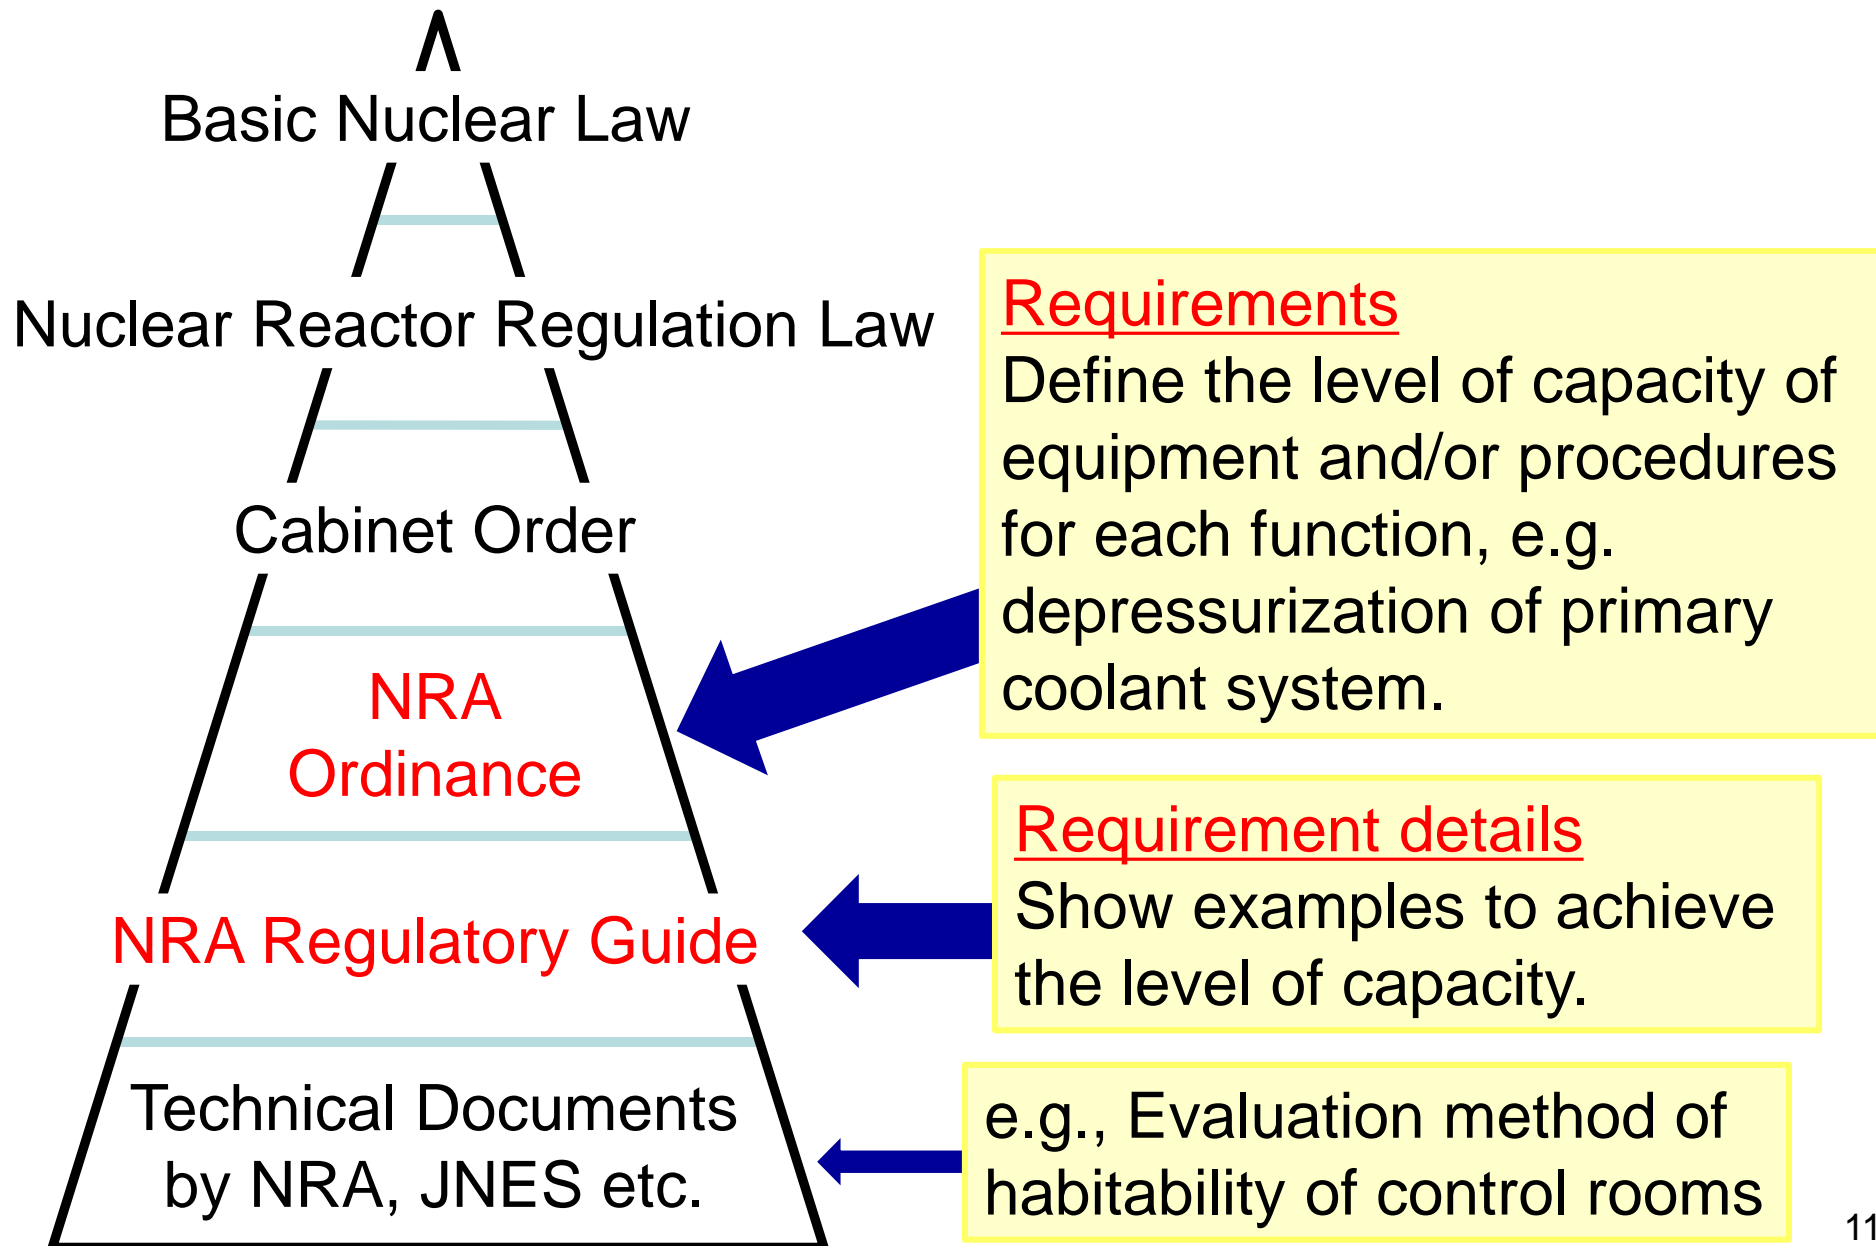 Basic Nuclear Law
Nuclear Reactor Regulation Law
Cabinet Order
NRA
Ordinance
NRA Regulatory Guide
Technical Documents
by NRA, JNES etc.
Requirements
Define the level of capacity of
equipment and/or procedures
for each function, e.g.
depressurization of primary
coolant system.
Requirement details
Show examples to achieve
the level of capacity.
e.g., Evaluation method of
habitability of control rooms
11